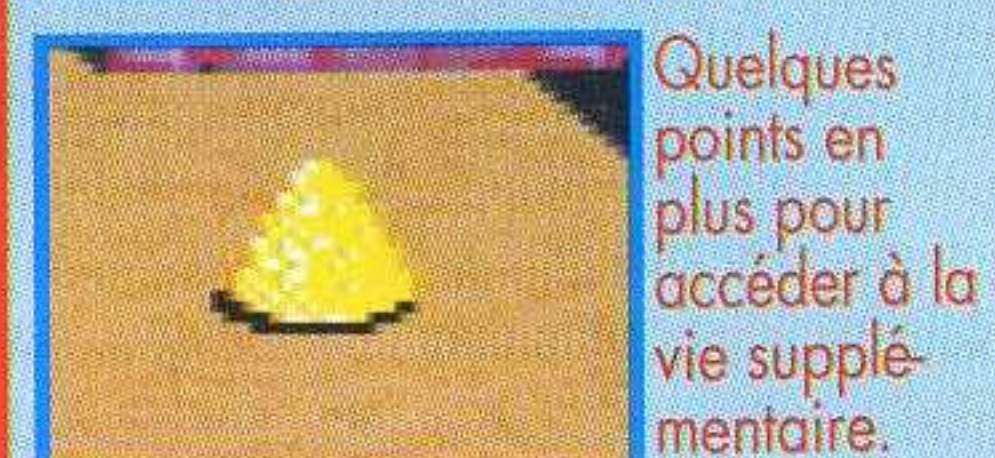 Quelques
points en
plus pour
accéder à la
vie supplé-
mentaire.